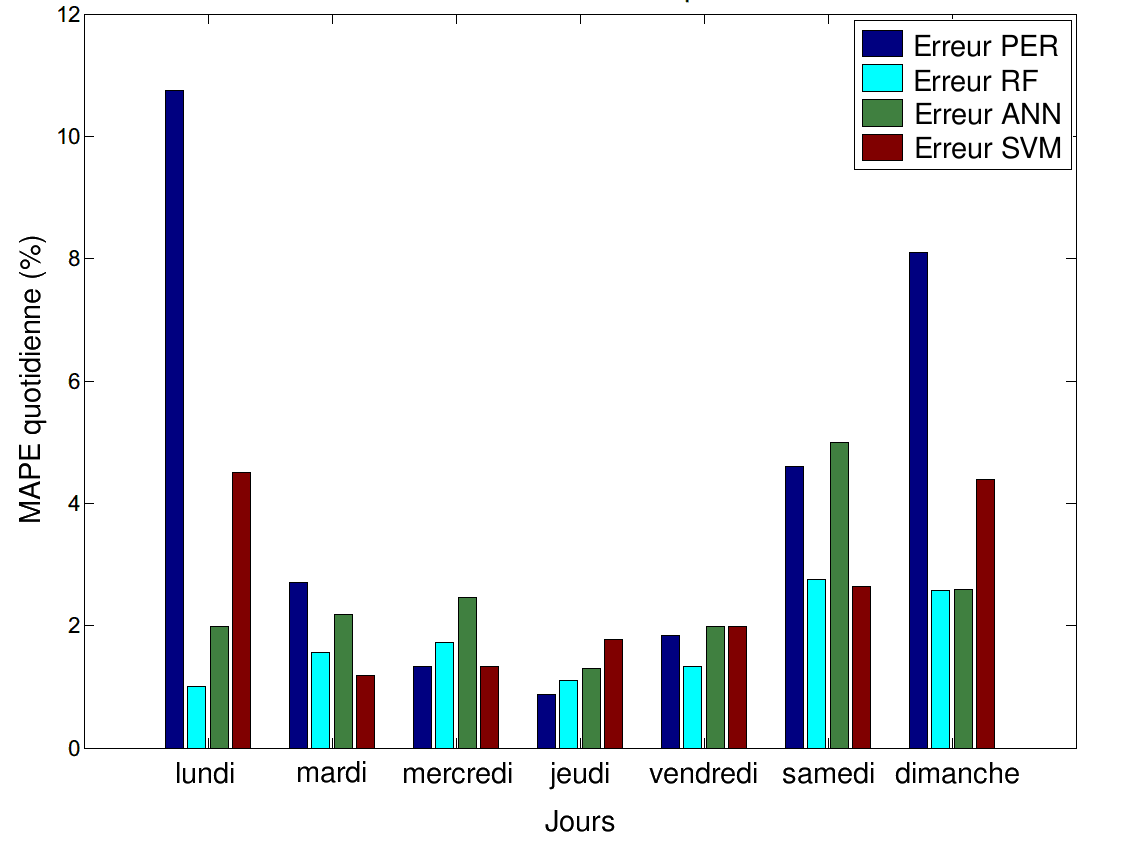 12
10
8
6
4
2
0
MAPE quotidienne (%)
Erreur PER
Erreur RF
Erreur ANN
Erreur SVM
lundi mardi mercredi jeudi vendredi samedi dimanche
Jours